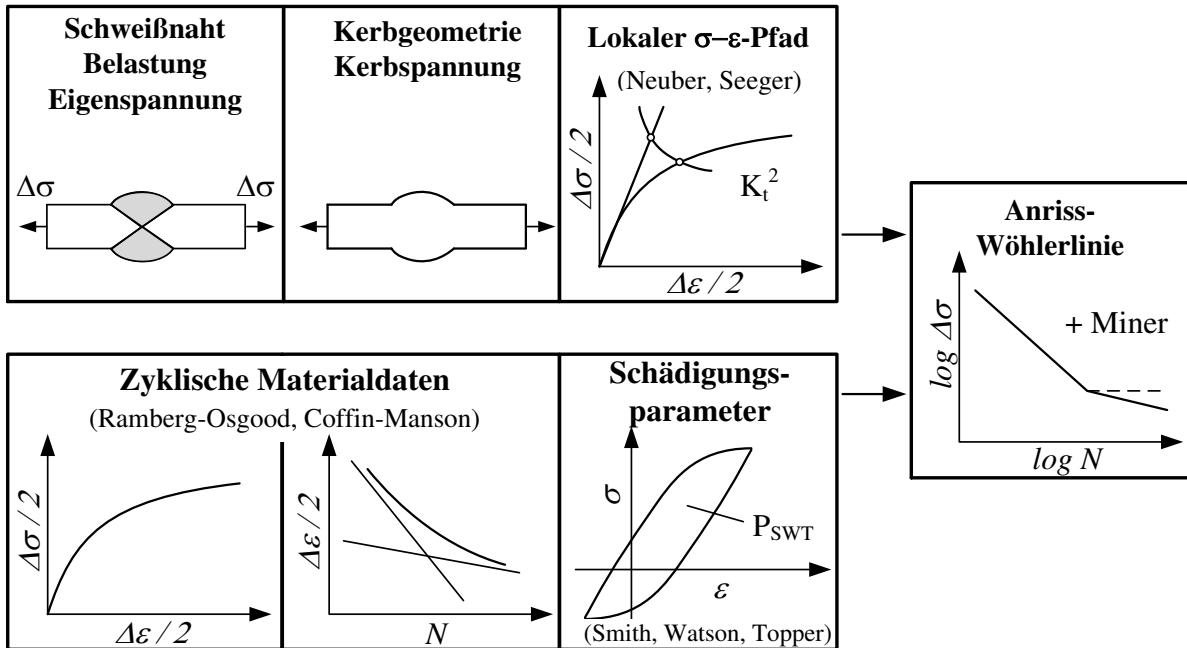 Schweißnaht
Belastung
Eigenspannung
Δσ
Δσ
Kerbgeometrie
Kerbspannung
Lokaler σ–ε-Pfad
(Neuber, Seeger)
Δσ / 2
K_t^2
Δε / 2
Anriss-
Wöhlerlinie
log Δσ
+ Miner
log N
Zyklische Materialdaten
(Ramberg-Osgood, Coffin-Manson)
Δσ / 2
Δε / 2
Δε / 2
N
Schädigungs-
parameter
σ
P_SWT
ε
(Smith, Watson, Topper)